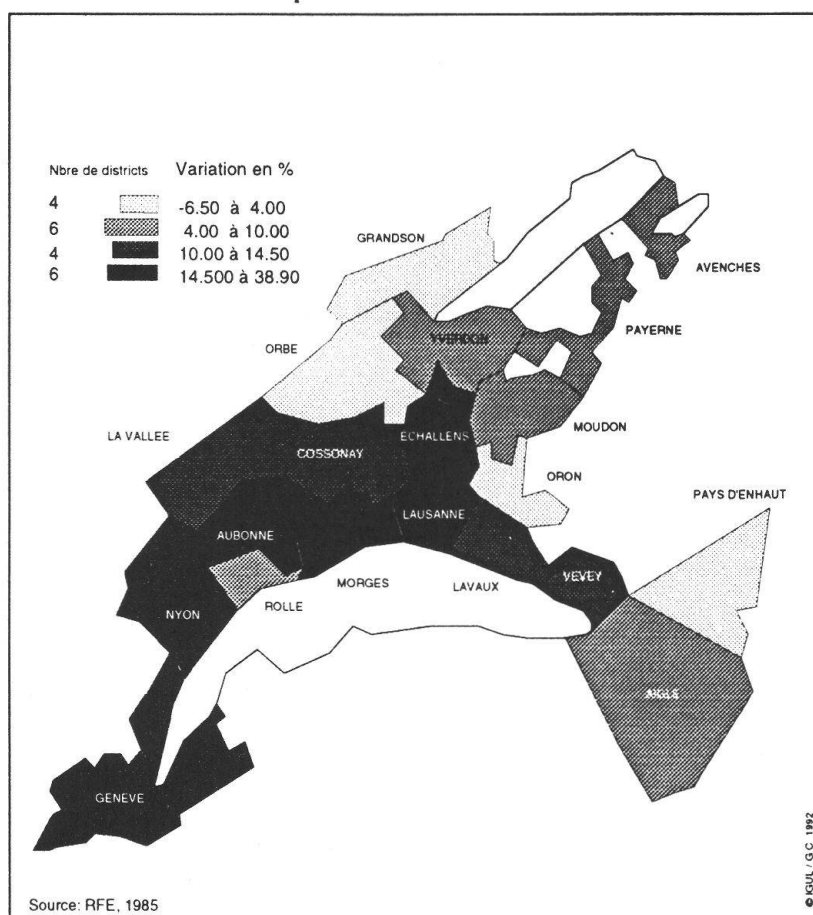 Nbre de districts Variation en %
4 -6.50 à 4.00
6 4.00 à 10.00
4 10.00 à 14.50
6 14.500 à 38.90
GRANDSON
AVENCHES
YVERDON
PAYERNE
ORBE
MOUDON
LA VALLEE
ECHALLENS
COSSONAY
ORON
PAYS D'ENHAUT
LAUSANNE
AUBONNE
VEVEY
MORGES
LAVAUX
ROLLE
NYON
AIGLE
GENEVE
© IGUL / G.C. 1992
Source: RFE, 1985